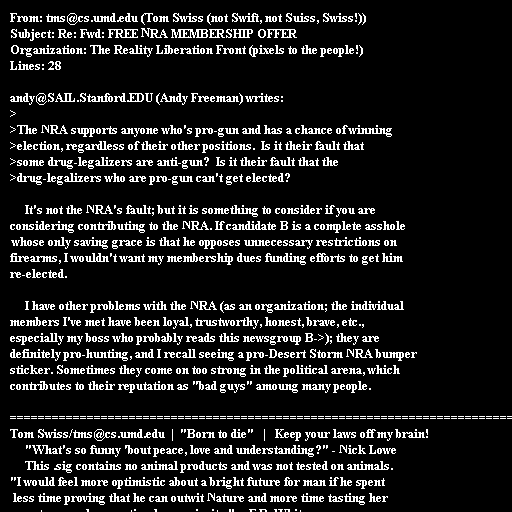 From: tms@cs.umd.edu (Tom Swiss (not Swift, not Suiss, Swiss!))
Subject: Re: Fwd: FREE NRA MEMBERSHIP OFFER
Organization: The Reality Liberation Front (pixels to the people!)
Lines: 28

andy@SAIL.Stanford.EDU (Andy Freeman) writes:
>
>The NRA supports anyone who's pro-gun and has a chance of winning
>election, regardless of their other positions.  Is it their fault that
>some drug-legalizers are anti-gun?  Is it their fault that the
>drug-legalizers who are pro-gun can't get elected?

     It's not the NRA's fault; but it is something to consider if you are
considering contributing to the NRA. If candidate B is a complete asshole
whose only saving grace is that he opposes unnecessary restrictions on
firearms, I wouldn't want my membership dues funding efforts to get him
re-elected.

     I have other problems with the NRA (as an organization; the individual
members I've met have been loyal, trustworthy, honest, brave, etc.,
especially my boss who probably reads this newsgroup B->); they are
definitely pro-hunting, and I recall seeing a pro-Desert Storm NRA bumper
sticker. Sometimes they come on too strong in the political arena, which
contributes to their reputation as "bad guys" amoung many people.

===========================================================================
Tom Swiss/tms@cs.umd.edu  |  "Born to die"   |   Keep your laws off my brain!
     "What's so funny 'bout peace, love and understanding?" - Nick Lowe
     This .sig contains no animal products and was not tested on animals.
"I would feel more optimistic about a bright future for man if he spent
 less time proving that he can outwit Nature and more time tasting her